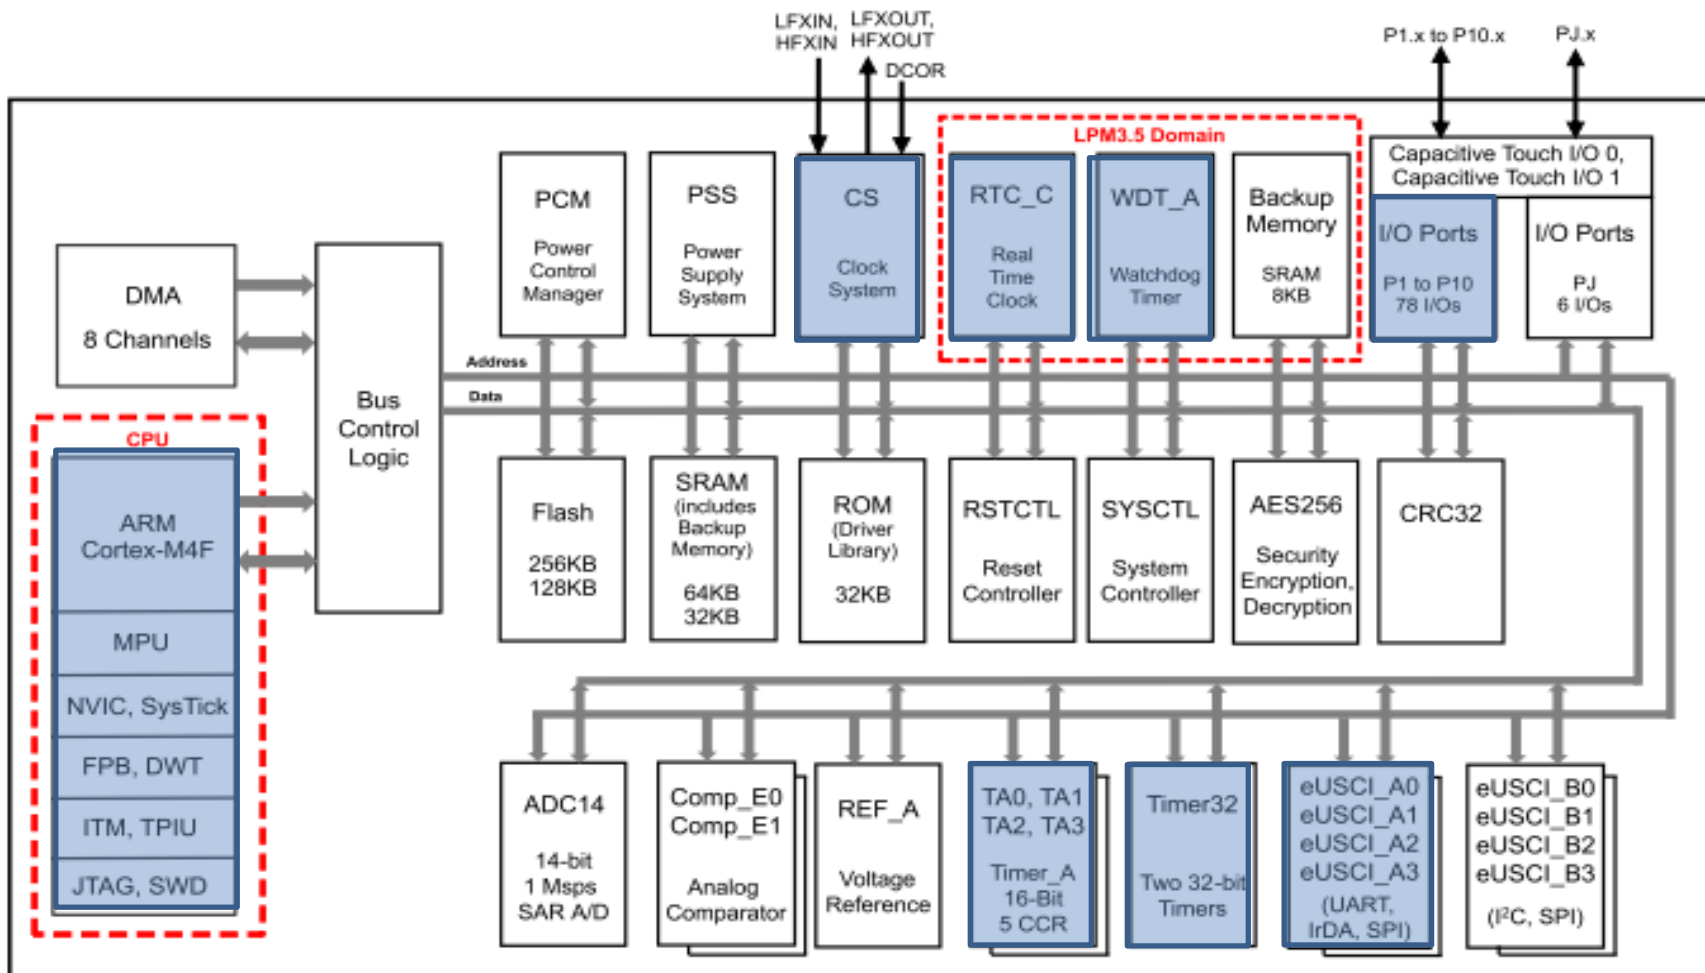 LFXIN,
HFXIN
LFXOUT,
HFXOUT
DCOR
P1.x to P10.x
PJ.x
LPM3.5 Domain
Capacitive Touch I/O 0,
Capacitive Touch I/O 1
PCM
Power
Control
Manager
PSS
Power
Supply
System
CS
Clock
System
RTC_C
Real
Time
Clock
WDT_A
Watchdog
Timer
Backup
Memory
SRAM
8KB
I/O Ports
P1 to P10
78 I/Os
I/O Ports
PJ
6 I/Os
DMA
8 Channels
Bus
Control
Logic
Address
Data
CPU
ARM
Cortex-M4F
MPU
NVIC, SysTick
FPB, DWT
ITM, TPIU
JTAG, SWD
Flash
256KB
128KB
SRAM
(includes
Backup
Memory)
64KB
32KB
ROM
(Driver
Library)
32KB
RSTCTL
Reset
Controller
SYSCTL
System
Controller
AES256
Security
Encryption,
Decryption
CRC32
ADC14
14-bit
1 Msps
SAR A/D
Comp_E0
Comp_E1
Analog
Comparator
REF_A
Voltage
Reference
TA0, TA1
TA2, TA3
Timer_A
16-Bit
5 CCR
Timer32
Two 32-bit
Timers
eUSCI_A0
eUSCI_A1
eUSCI_A2
eUSCI_A3
(UART,
IrDA, SPI)
eUSCI_B0
eUSCI_B1
eUSCI_B2
eUSCI_B3
(I²C, SPI)